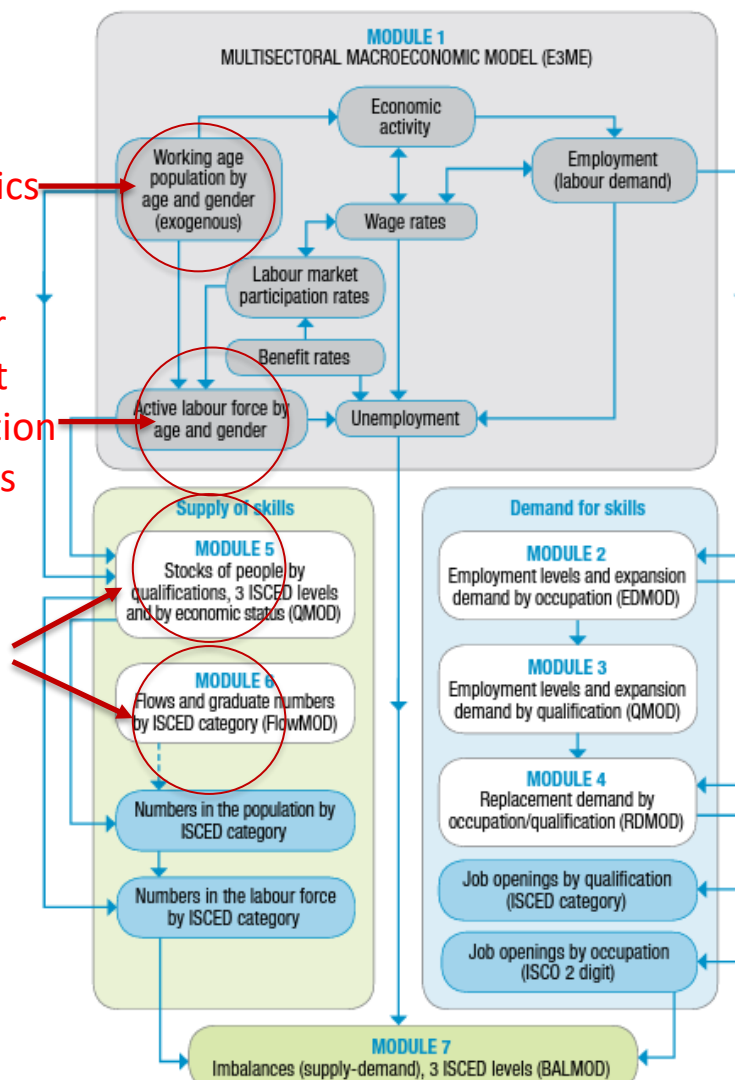 MODULE 1
MULTISECTORAL MACROECONOMIC MODEL (E3ME)
Economic
activity
Working age
population by
age and gender
(exogenous)
Employment
(labour demand)
ics
Wage rates
Labour market
participation rates
r
t
Benefit rates
Active labour force by
age and gender
Unemployment
tion
s
Supply of skills
MODULE 5
Stocks of people by
qualifications, 3 ISCED levels
and by economic status (QMOD)
MODULE 6
Flows and graduate numbers
by ISCED category (FlowMOD)
Numbers in the population by
ISCED category
Numbers in the labour force
by ISCED category
Demand for skills
MODULE 2
Employment levels and expansion
demand by occupation (EDMOD)
MODULE 3
Employment levels and expansion
demand by qualification (QMOD)
MODULE 4
Replacement demand by
occupation/qualification (RDMOD)
Job openings by qualification
(ISCED category)
Job openings by occupation
(ISCO 2 digit)
MODULE 7
Imbalances (supply-demand), 3 ISCED levels (BALMOD)